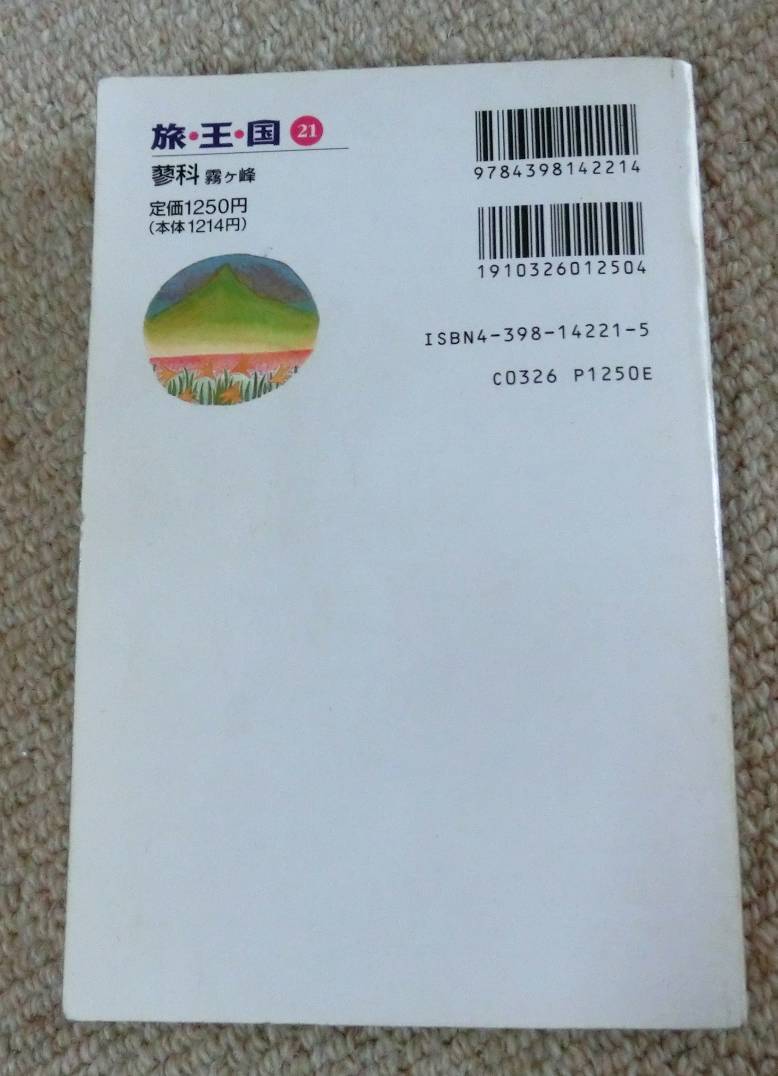 旅・王・国 21
蓼科 霧ヶ峰
定価1250円
(本体1214円)
9784398142214
1910326012504
ISBN4-398-14221-5
C0326 P1250E